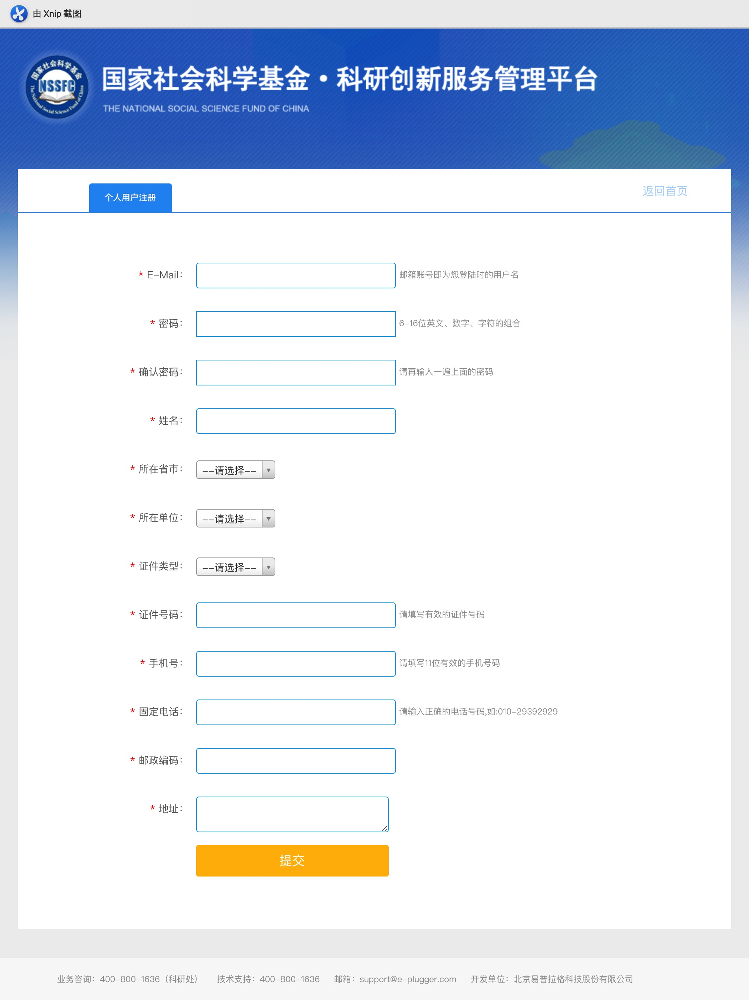 由 Xnip 截图
国家社会科学基金
NSSFC
The National Social Science Fund of China
国家社会科学基金·科研创新服务管理平台
THE NATIONAL SOCIAL SCIENCE FUND OF CHINA
个人用户注册
返回首页
* E-Mail： 邮箱账号即为您登陆时的用户名
* 密码： 6-16位英文、数字、字符的组合
* 确认密码： 请再输入一遍上面的密码
* 姓名：
* 所在省市： --请选择--
* 所在单位： --请选择--
* 证件类型： --请选择--
* 证件号码： 请填写有效的证件号码
* 手机号： 请填写11位有效的手机号码
* 固定电话： 请输入正确的电话号码,如:010-29392929
* 邮政编码：
* 地址：
提交
业务咨询：400-800-1636（科研处） 技术支持：400-800-1636 邮箱：support@e-plugger.com 开发单位：北京易普拉格科技股份有限公司